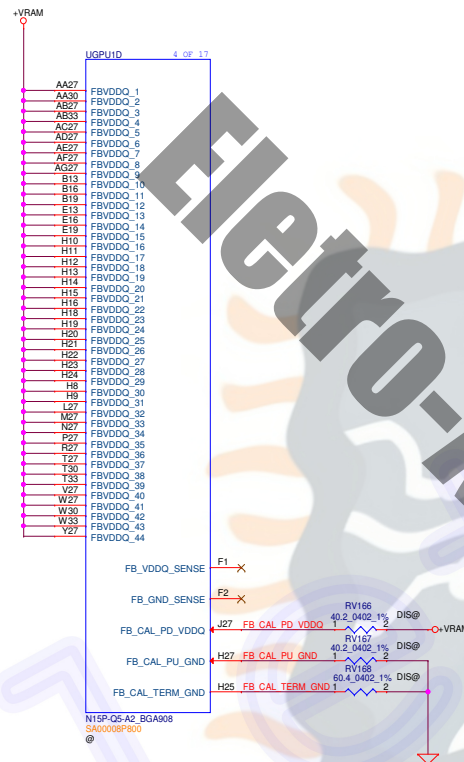 +VRAM
UGPU1D 4 OF 17
AA27 FBVDDQ_1
AA30 FBVDDQ_2
AB27 FBVDDQ_3
AB33 FBVDDQ_4
AC27 FBVDDQ_5
AD27 FBVDDQ_6
AE27 FBVDDQ_7
AF27 FBVDDQ_8
AG27 FBVDDQ_9
B13 FBVDDQ_10
B16 FBVDDQ_11
B19 FBVDDQ_12
E13 FBVDDQ_13
E16 FBVDDQ_14
E19 FBVDDQ_15
H10 FBVDDQ_16
H11 FBVDDQ_17
H12 FBVDDQ_18
H13 FBVDDQ_19
H14 FBVDDQ_20
H15 FBVDDQ_21
H16 FBVDDQ_22
H18 FBVDDQ_23
H19 FBVDDQ_24
H20 FBVDDQ_25
H21 FBVDDQ_26
H22 FBVDDQ_27
H23 FBVDDQ_28
H24 FBVDDQ_29
H8 FBVDDQ_30
H9 FBVDDQ_31
L27 FBVDDQ_32
M27 FBVDDQ_33
N27 FBVDDQ_34
P27 FBVDDQ_35
R27 FBVDDQ_36
T27 FBVDDQ_37
T30 FBVDDQ_38
T33 FBVDDQ_39
V27 FBVDDQ_40
W27 FBVDDQ_41
W30 FBVDDQ_42
W33 FBVDDQ_43
Y27 FBVDDQ_44
FB_VDDQ_SENSE F1
FB_GND_SENSE F2
RV166
40.2_0402_1% DIS@
FB_CAL_PD_VDDQ J27 FB_CAL_PD_VDDQ 1 2 +VRAM
RV167
40.2_0402_1% DIS@
FB_CAL_PU_GND H27 FB_CAL_PU_GND 1 2
RV168
60.4_0402_1% DIS@
FB_CAL_TERM_GND H25 FB_CAL_TERM_GND 1 2
N15P-Q5-A2_BGA908
SA00008P800
@
Eletro-